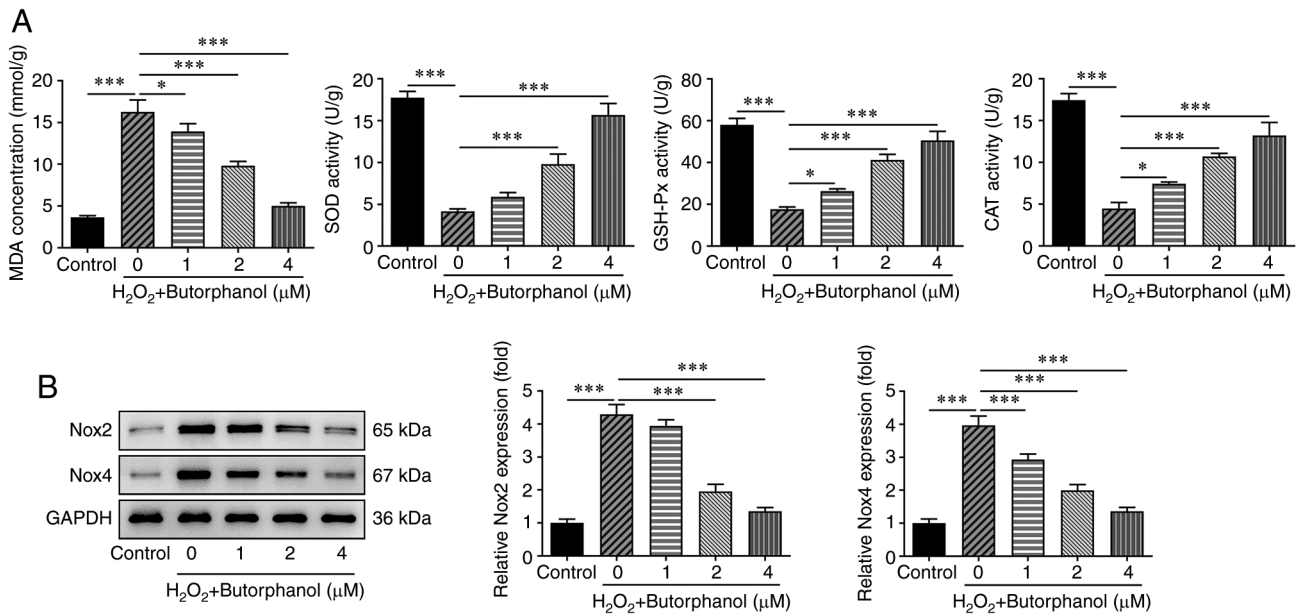 A
MDA concentration (mmol/g)
20
15
10
5
0
***
***
***
*
Control
0
1
2
4
H₂O₂+Butorphanol (μM)
SOD activity (U/g)
20
15
10
5
0
***
***
***
Control
0
1
2
4
H₂O₂+Butorphanol (μM)
GSH-Px activity (U/g)
80
60
40
20
0
***
***
***
*
Control
0
1
2
4
H₂O₂+Butorphanol (μM)
CAT activity (U/g)
20
15
10
5
0
***
***
***
*
Control
0
1
2
4
H₂O₂+Butorphanol (μM)
B
Nox2
65 kDa
Nox4
67 kDa
GAPDH
36 kDa
Control
0
1
2
4
H₂O₂+Butorphanol (μM)
Relative Nox2 expression (fold)
5
4
3
2
1
0
***
***
***
Control
0
1
2
4
H₂O₂+Butorphanol (μM)
Relative Nox4 expression (fold)
5
4
3
2
1
0
***
***
***
***
Control
0
1
2
4
H₂O₂+Butorphanol (μM)